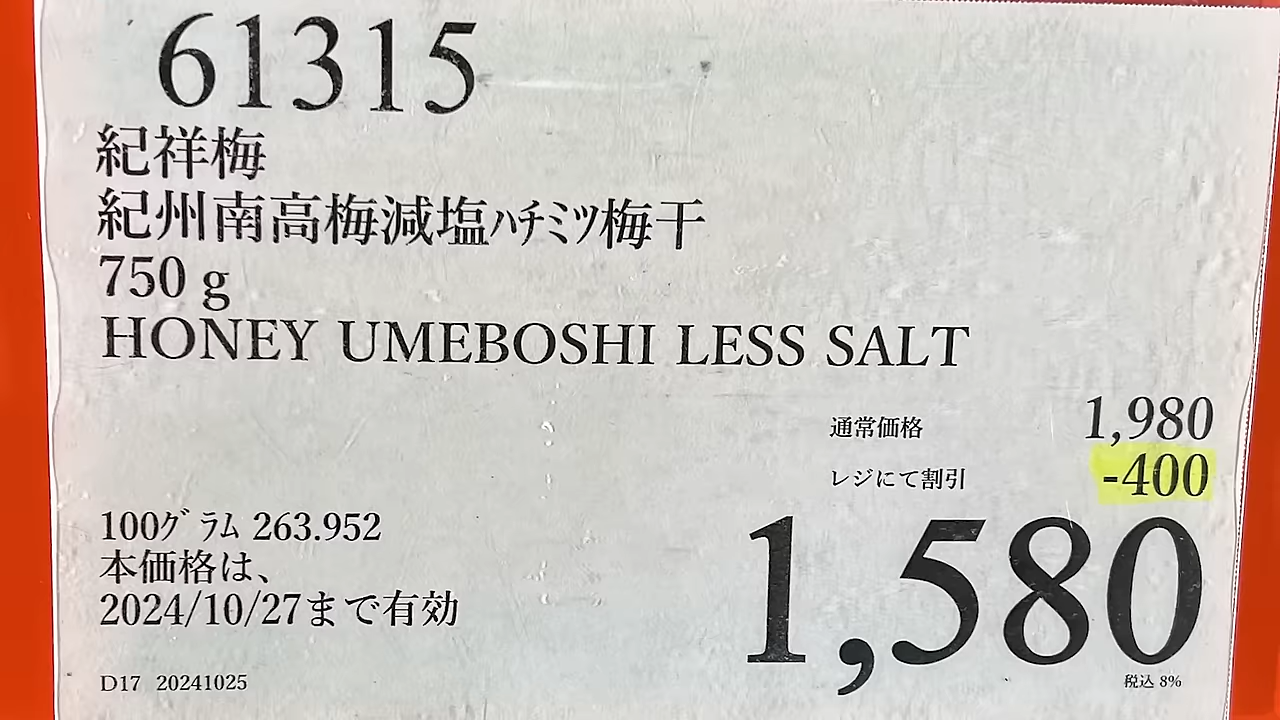 61315
紀祥梅
紀州南高梅減塩ﾊﾁﾐﾂ梅干
750 g
HONEY UMEBOSHI LESS SALT
通常価格 1,980
レジにて割引 -400
1,580
100ｸﾞﾗﾑ 263.952
本価格は、
2024/10/27まで有効
税込 8%
D17 20241025